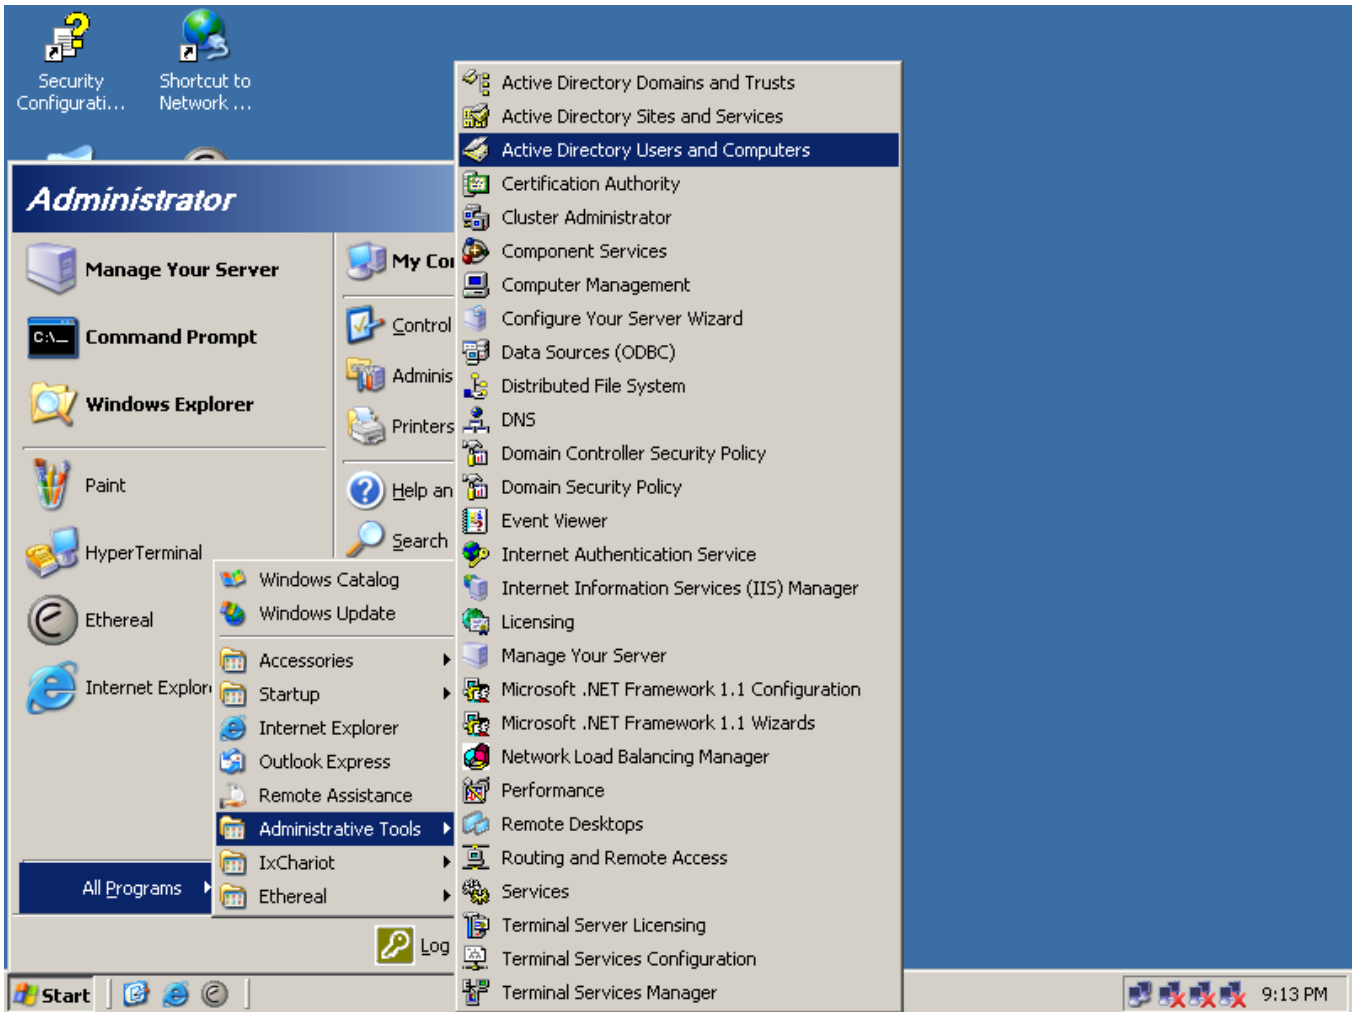 Security
Configurati...
Shortcut to
Network ...
Administrator
Manage Your Server
Command Prompt
Windows Explorer
Paint
HyperTerminal
Ethereal
Internet Explor
All Programs
My Co
Control
Adminis
Printers
Help an
Search
Log
Windows Catalog
Windows Update
Accessories
Startup
Internet Explorer
Outlook Express
Remote Assistance
Administrative Tools
IxChariot
Ethereal
Active Directory Domains and Trusts
Active Directory Sites and Services
Active Directory Users and Computers
Certification Authority
Cluster Administrator
Component Services
Computer Management
Configure Your Server Wizard
Data Sources (ODBC)
Distributed File System
DNS
Domain Controller Security Policy
Domain Security Policy
Event Viewer
Internet Authentication Service
Internet Information Services (IIS) Manager
Licensing
Manage Your Server
Microsoft .NET Framework 1.1 Configuration
Microsoft .NET Framework 1.1 Wizards
Network Load Balancing Manager
Performance
Remote Desktops
Routing and Remote Access
Services
Terminal Server Licensing
Terminal Services Configuration
Terminal Services Manager
Start
9:13 PM